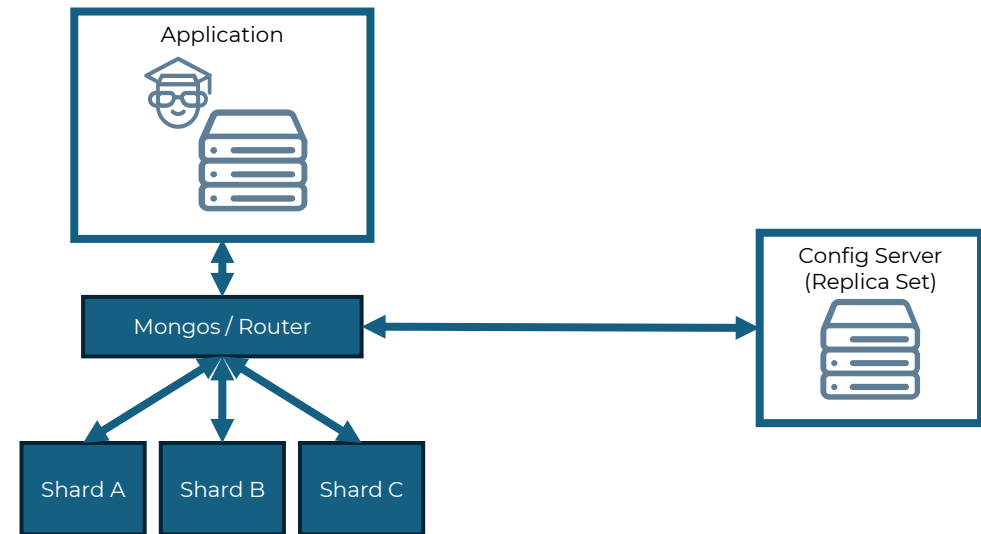 Application
Config Server
(Replica Set)
Mongos / Router
Shard A
Shard B
Shard C